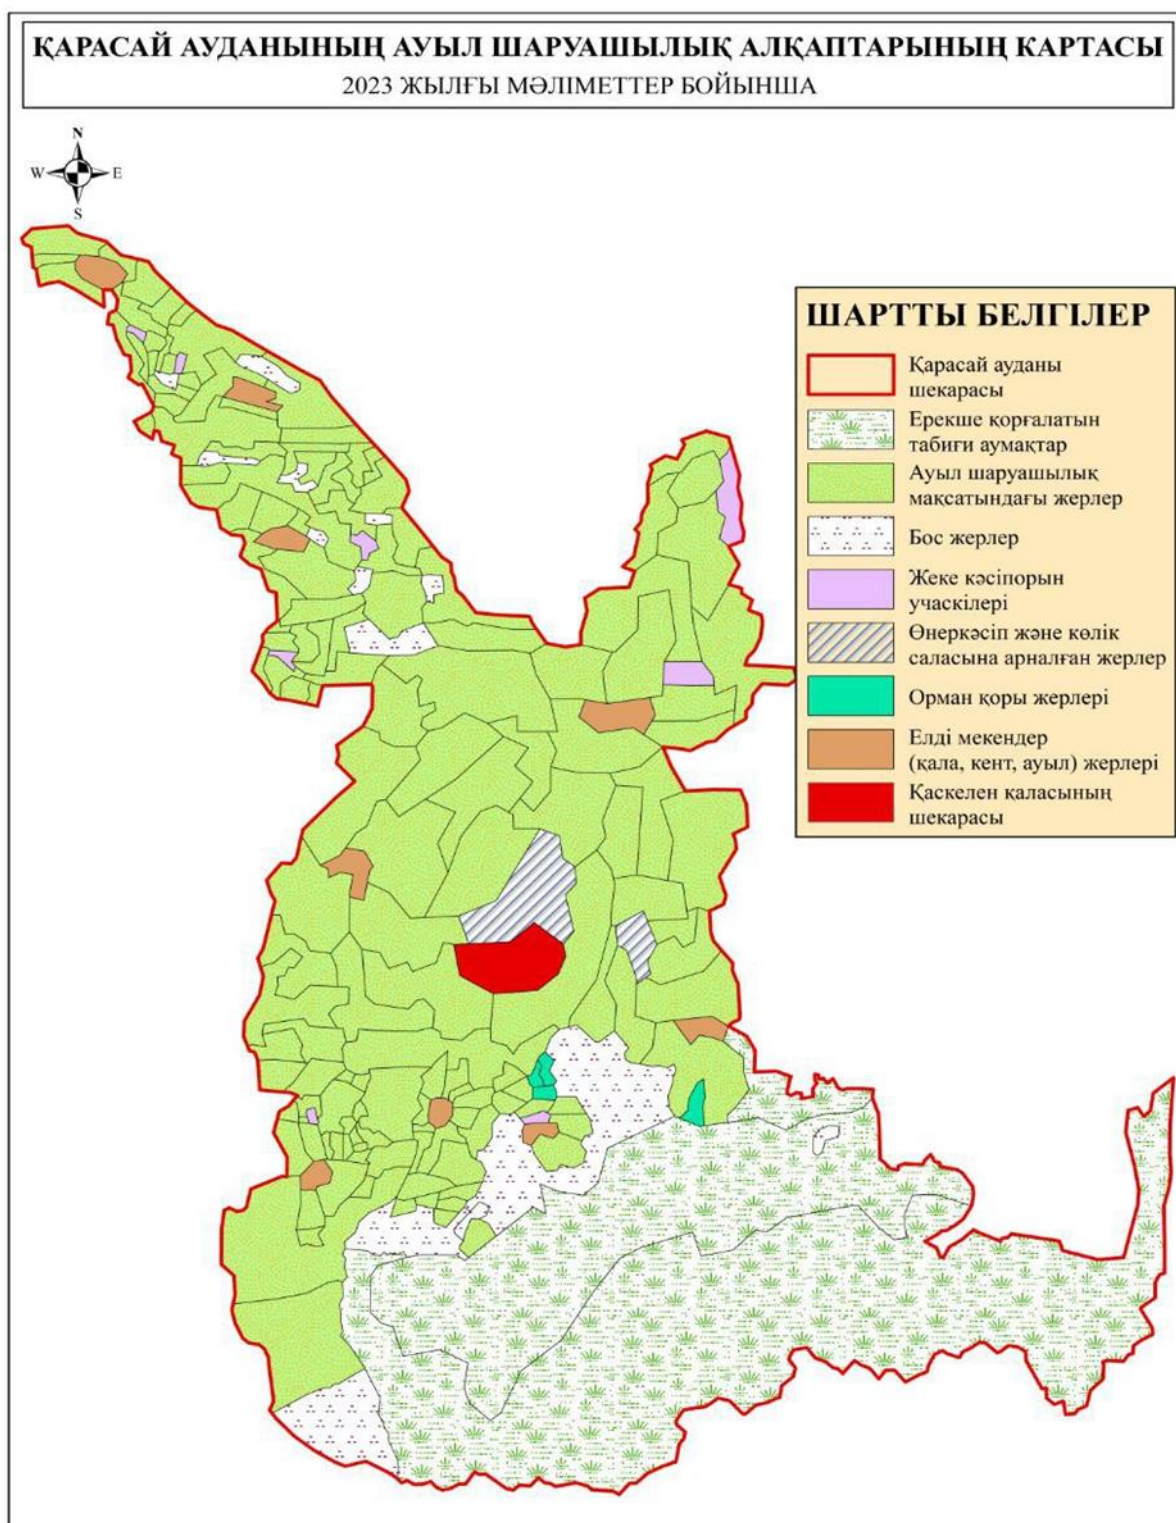 ҚАРАСАЙ АУДАНЫНЫҢ АУЫЛ ШАРУАШЫЛЫҚ АЛҚАПТАРЫНЫҢ КАРТАСЫ
2023 ЖЫЛҒЫ МӘЛІМЕТТЕР БОЙЫНША
N
W E
S
ШАРТТЫ БЕЛГІЛЕР
Қарасай ауданы
шекарасы
Ерекше қорғалатын
табиғи аумақтар
Ауыл шаруашылық
мақсатындағы жерлер
Бос жерлер
Жеке кәсіпорын
учаскілері
Өнеркәсіп және көлік
саласына арналған жерлер
Орман қоры жерлері
Елді мекендер
(қала, кент, ауыл) жерлері
Қаскелен қаласының
шекарасы